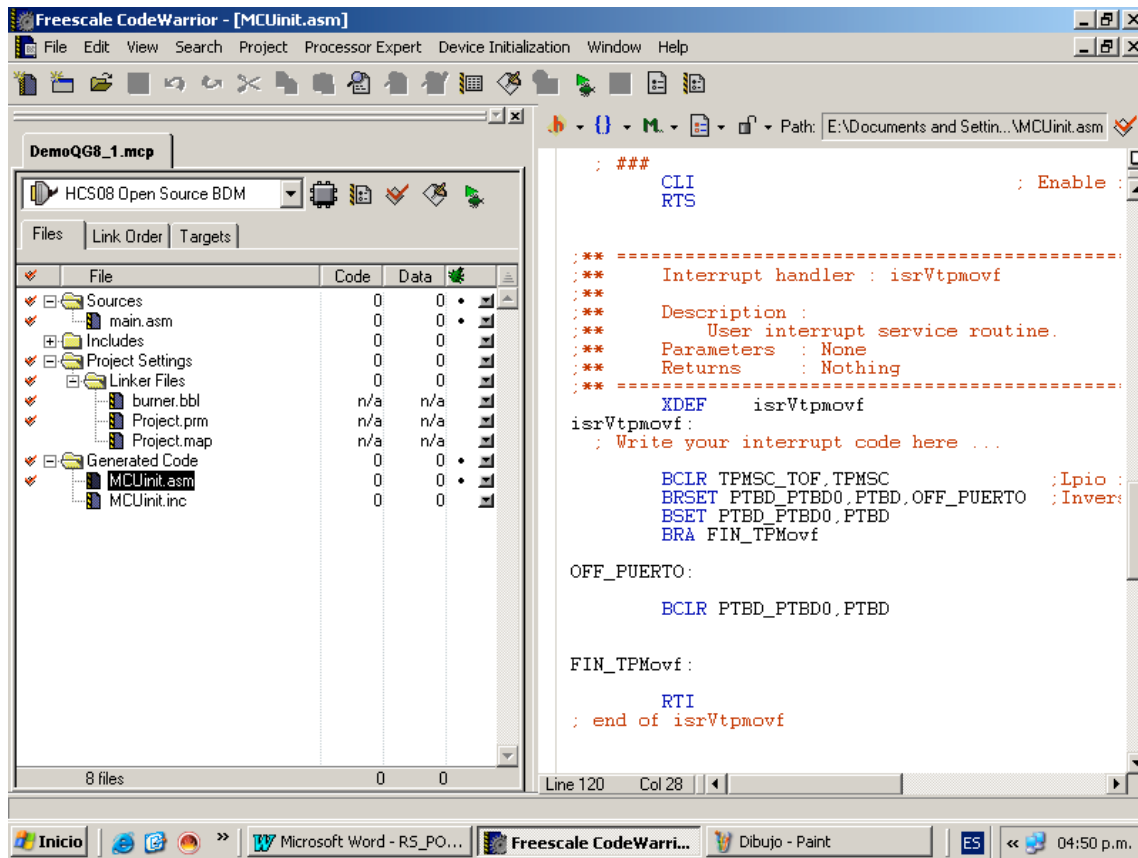 Freescale CodeWarrior - [MCUinit.asm]
File Edit View Search Project Processor Expert Device Initialization Window Help
DemoQG8_1.mcp
HCS08 Open Source BDM
Files Link Order Targets
File Code Data
Sources 0 0
main.asm 0 0
Includes 0 0
Project Settings 0 0
Linker Files 0 0
burner.bbl n/a n/a
Project.prm n/a n/a
Project.map n/a n/a
Generated Code 0 0
MCUinit.asm 0 0
MCUinit.inc 0 0
8 files 0 0
.h {} M. Path: E:\Documents and Settin...\MCUinit.asm
; ###
CLI ; Enable :
RTS
;** ===============================================
;** Interrupt handler : isrVtpmovf
;**
;** Description :
;** User interrupt service routine.
;** Parameters : None
;** Returns : Nothing
;** ===============================================
XDEF isrVtpmovf
isrVtpmovf:
; Write your interrupt code here ...
BCLR TPMSC_TOF,TPMSC ;Lpio :
BRSET PTBD_PTBD0,PTBD,OFF_PUERTO ;Invers
BSET PTBD_PTBD0,PTBD
BRA FIN_TPMovf
OFF_PUERTO:
BCLR PTBD_PTBD0,PTBD
FIN_TPMovf:
RTI
; end of isrVtpmovf
Line 120 Col 28
Inicio » Microsoft Word - RS_PO... Freescale CodeWarri... Dibujo - Paint ES « 04:50 p.m.